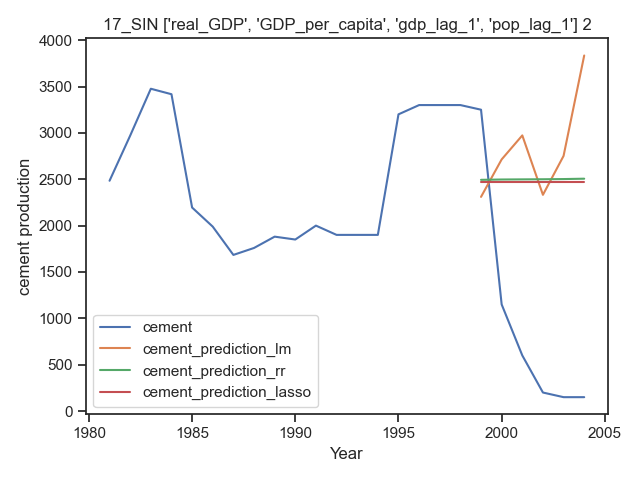 17_SIN ['real_GDP', 'GDP_per_capita', 'gdp_lag_1', 'pop_lag_1'] 2
4000
3500
3000
2500
2000
1500
1000
500
0
cement production
cement
cement_prediction_lm
cement_prediction_rr
cement_prediction_lasso
1980 1985 1990 1995 2000 2005
Year